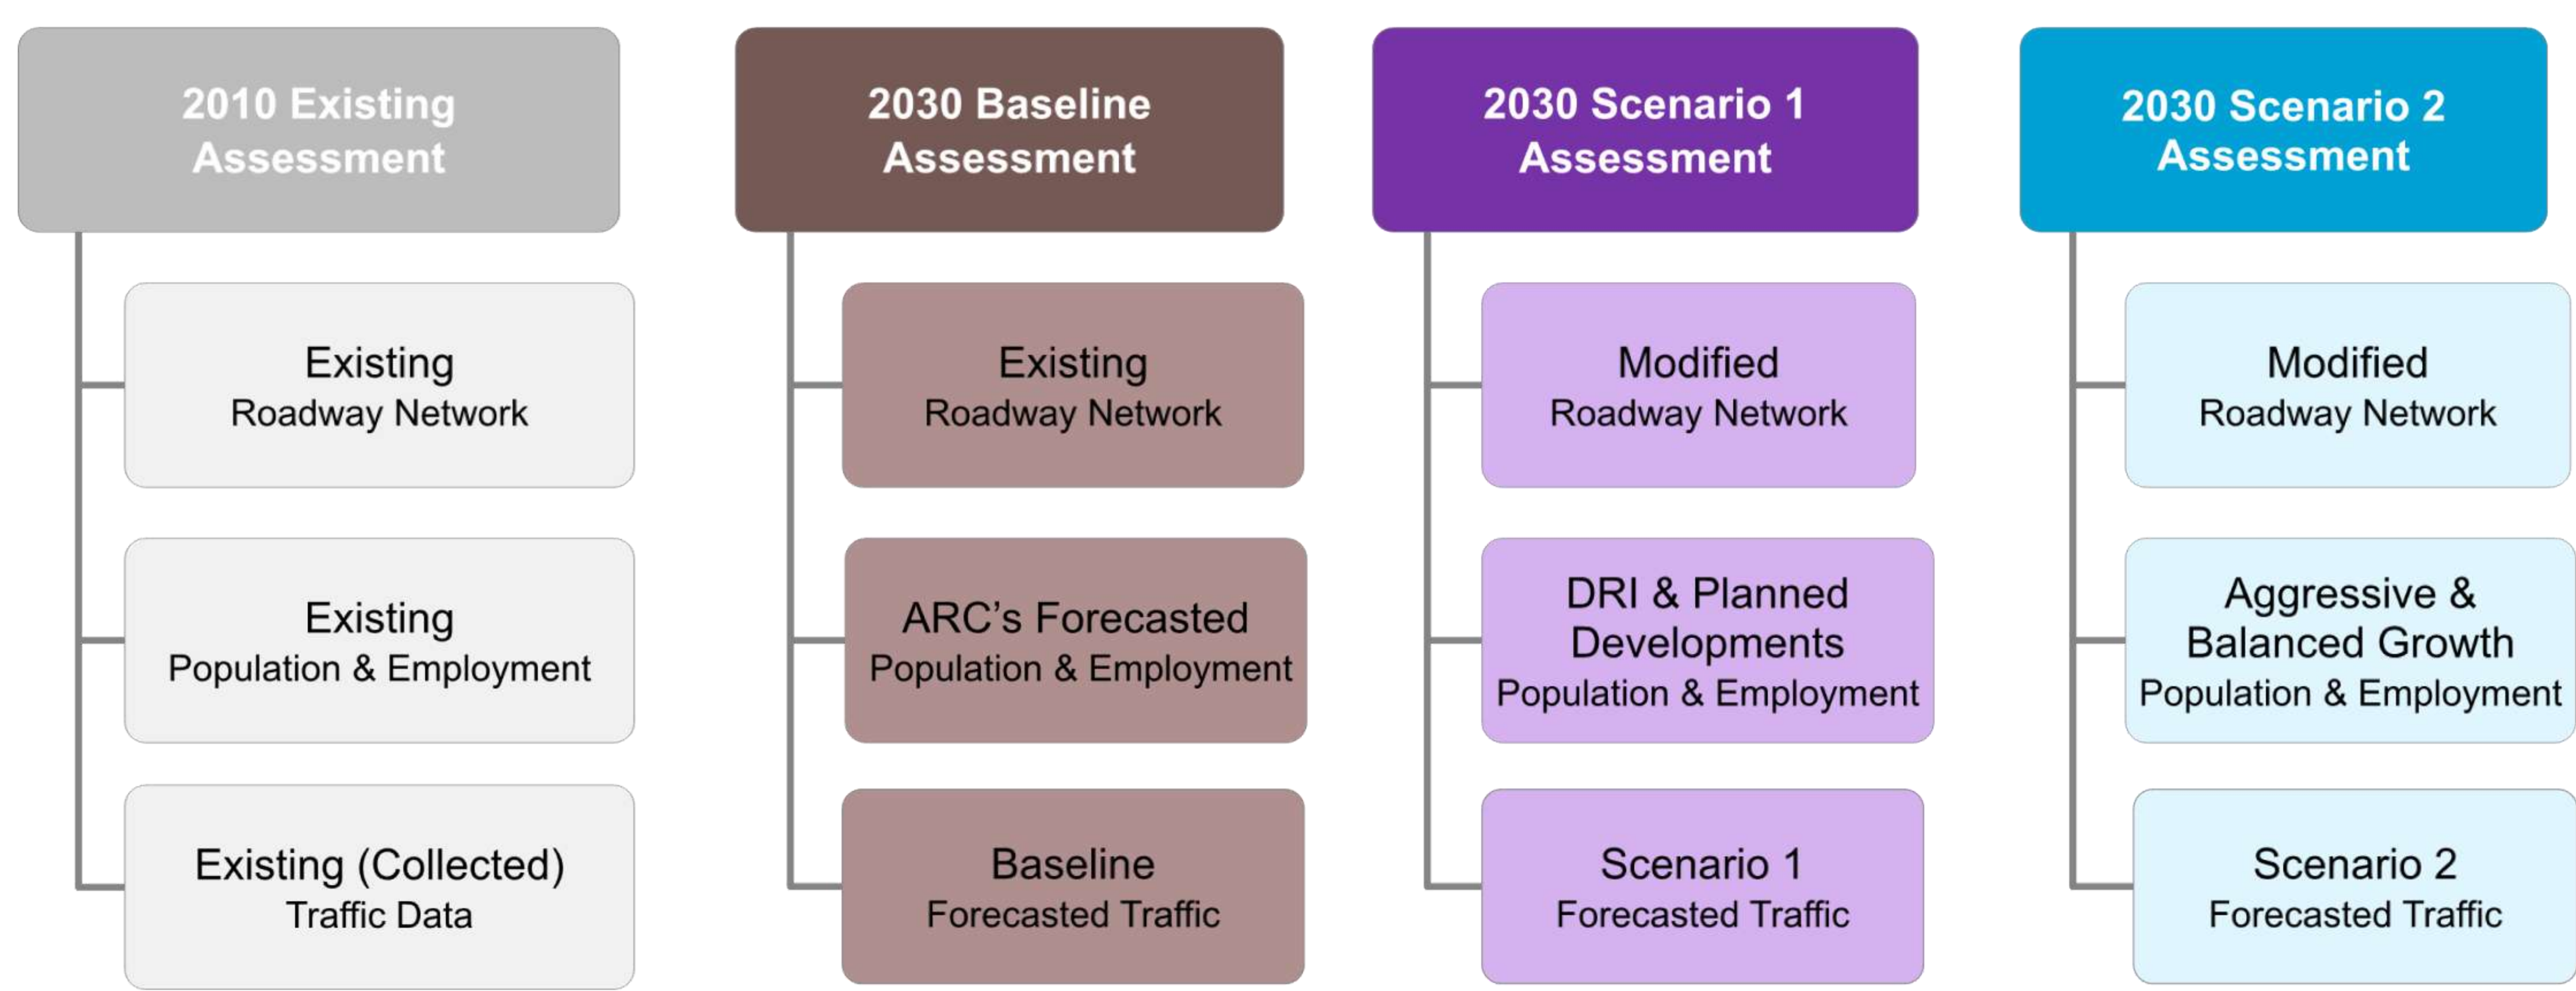 2010 Existing
Assessment
Existing
Roadway Network
Existing
Population & Employment
Existing (Collected)
Traffic Data
2030 Baseline
Assessment
Existing
Roadway Network
ARC’s Forecasted
Population & Employment
Baseline
Forecasted Traffic
2030 Scenario 1
Assessment
Modified
Roadway Network
DRI & Planned
Developments
Population & Employment
Scenario 1
Forecasted Traffic
2030 Scenario 2
Assessment
Modified
Roadway Network
Aggressive &
Balanced Growth
Population & Employment
Scenario 2
Forecasted Traffic